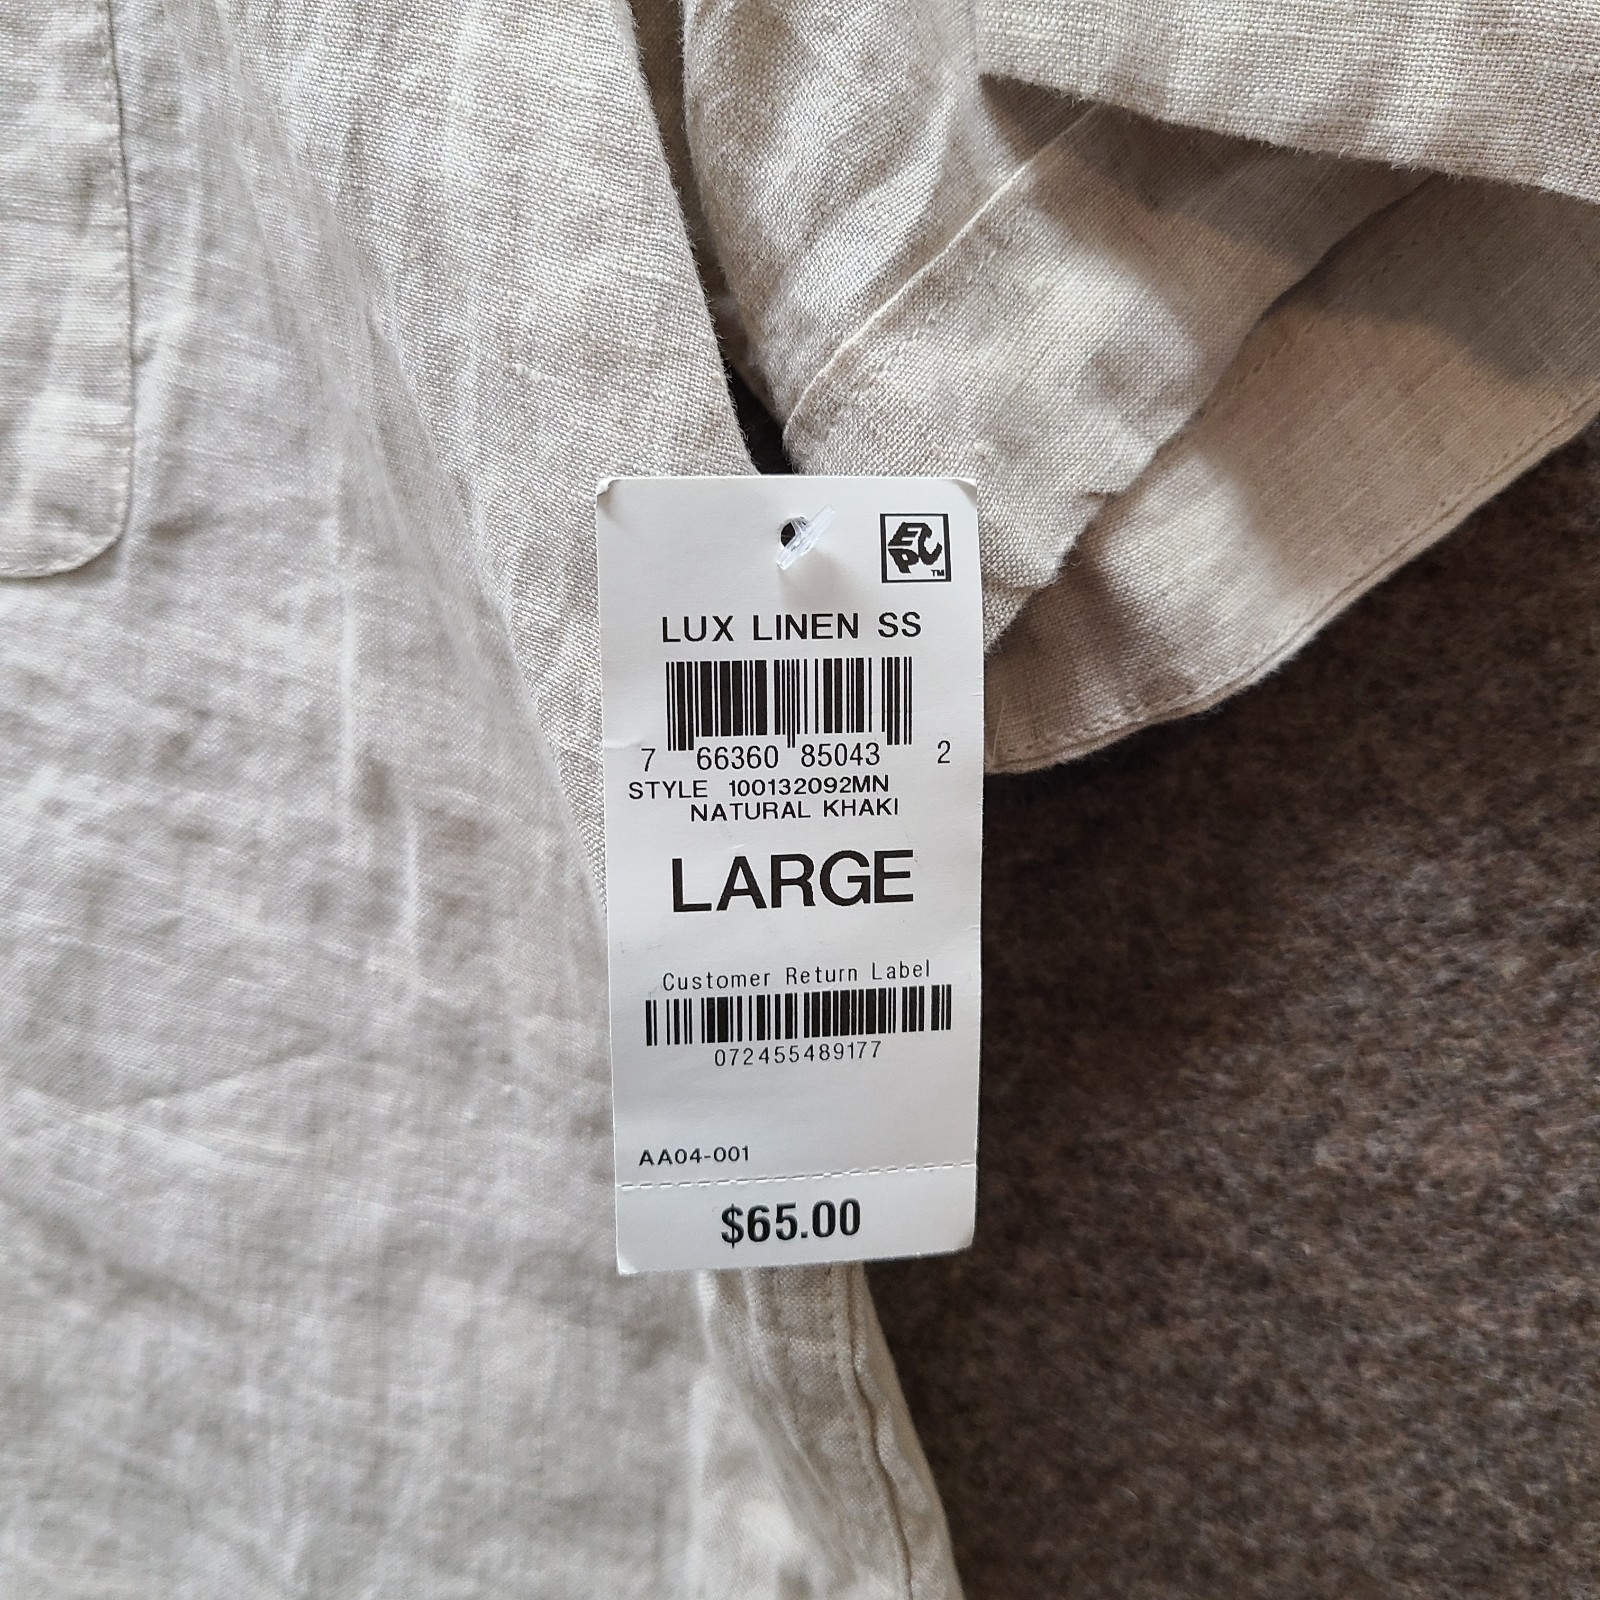 EPC™
LUX LINEN SS
7 66360 85043 2
STYLE 100132092MN
NATURAL KHAKI
LARGE
Customer Return Label
072455489177
AA04-001
$65.00